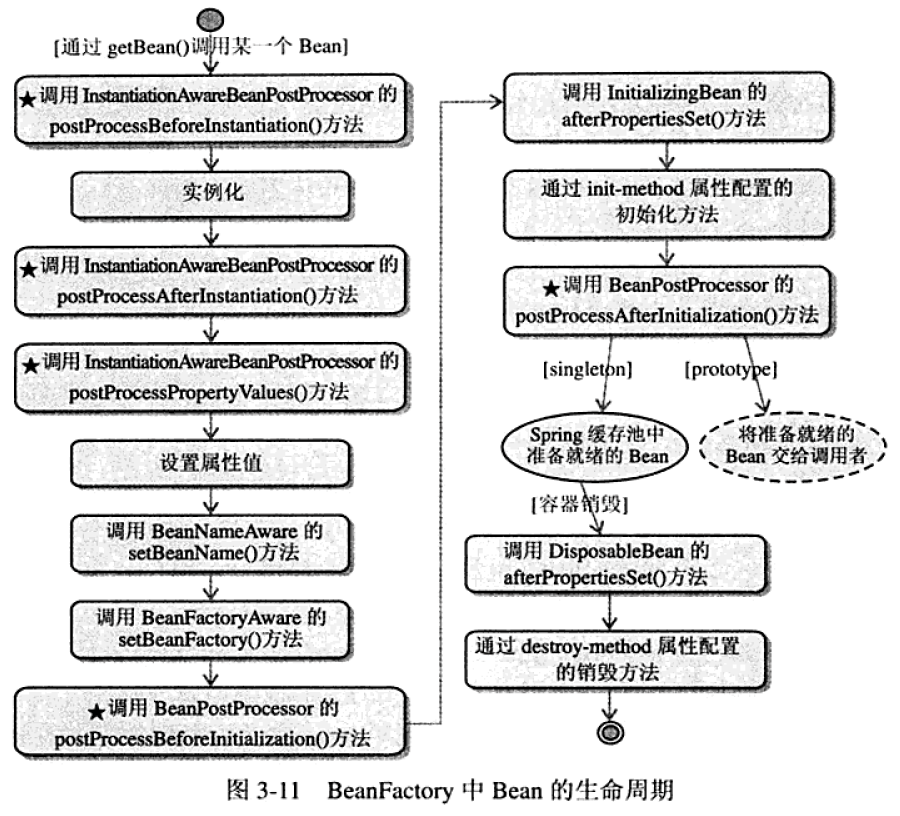 [通过 getBean()调用某一个 Bean]
★调用 InstantiationAwareBeanPostProcessor 的
postProcessBeforeInstantiation()方法
实例化
★调用 InstantiationAwareBeanPostProcessor 的
postProcessAfterInstantiation()方法
★调用 InstantiationAwareBeanPostProcessor 的
postProcessPropertyValues()方法
设置属性值
调用 BeanNameAware 的
setBeanName()方法
调用 BeanFactoryAware 的
setBeanFactory()方法
★调用 BeanPostProcessor 的
postProcessBeforeInitialization()方法
调用 InitializingBean 的
afterPropertiesSet()方法
通过 init-method 属性配置的
初始化方法
★调用 BeanPostProcessor 的
postProcessAfterInitialization()方法
[singleton]
[prototype]
Spring 缓存池中
准备就绪的 Bean
将准备就绪的
Bean 交给调用者
[容器销毁]
调用 DisposableBean 的
afterPropertiesSet()方法
通过 destroy-method 属性配置
的销毁方法
图 3-11 BeanFactory 中 Bean 的生命周期